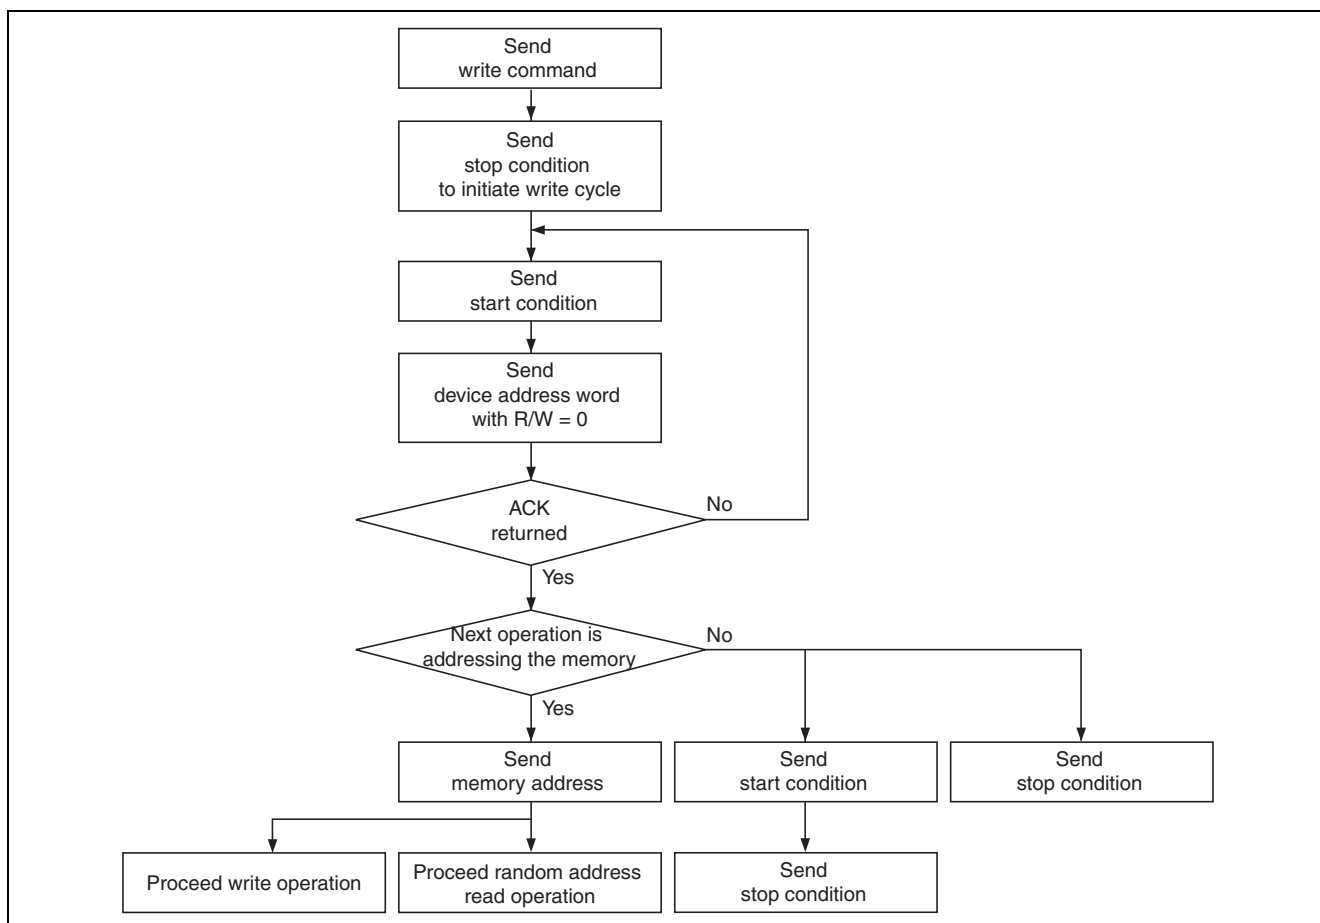 Send
write command
Send
stop condition
to initiate write cycle
Send
start condition
Send
device address word
with R/W = 0
ACK
returned
No
Yes
Next operation is
addressing the memory
No
Yes
Send
memory address
Send
start condition
Send
stop condition
Proceed write operation
Proceed random address
read operation
Send
stop condition